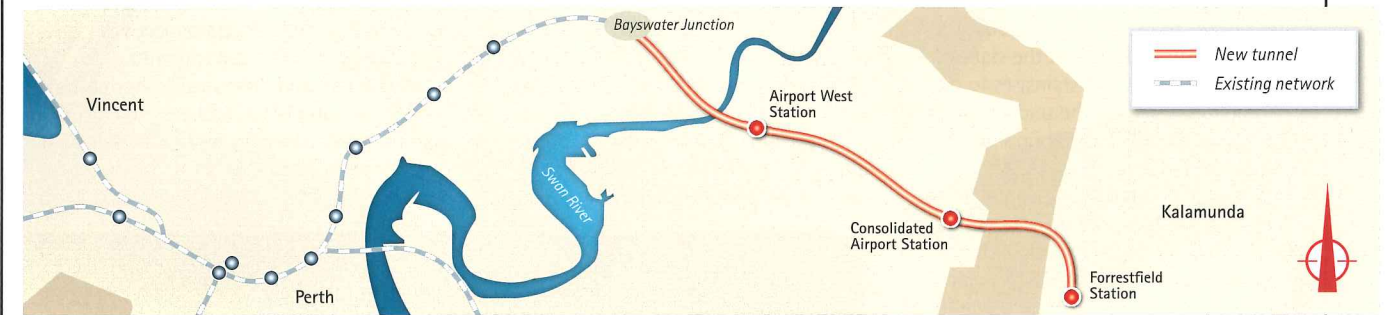 Bayswater Junction
New tunnel
Existing network
Vincent
Airport West
Station
Swan River
Kalamunda
Consolidated
Airport Station
Forrestfield
Station
Perth